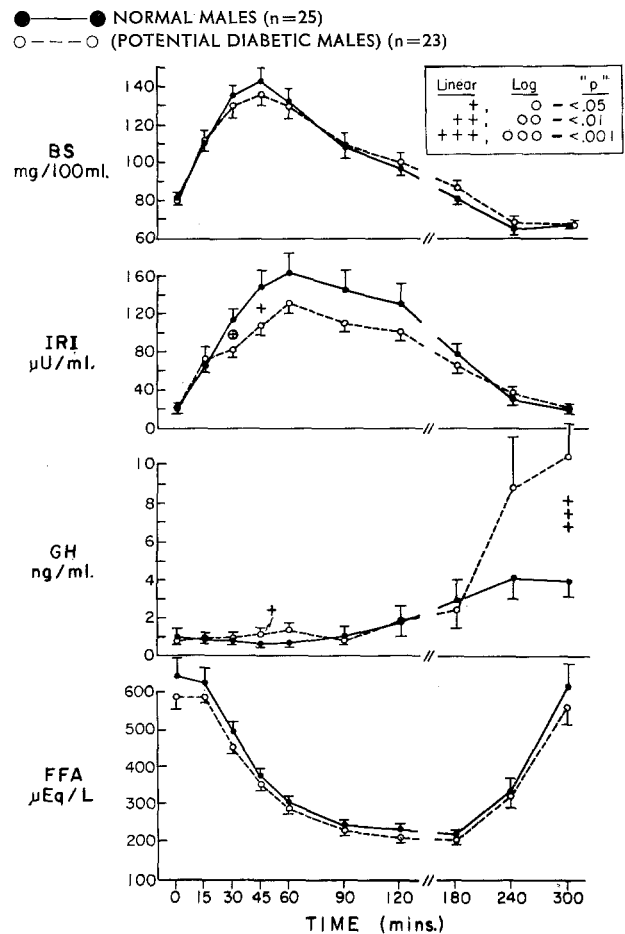 ●——● NORMAL MALES (n=25)
○-----○ (POTENTIAL DIABETIC MALES) (n=23)
Linear Log "p"
+, o - <.05
++, oo - <.01
+++, ooo - <.001
BS
mg/100ml.
140
120
100
80
60
//
IRI
μU/ml.
160
120
80
40
0
⊕
+
//
GH
ng/ml.
10
8
6
4
2
0
+
+
+
+
//
FFA
μEq/L
600
500
400
300
200
100
0 15 30 45 60 90 120 // 180 240 300
TIME (mins.)